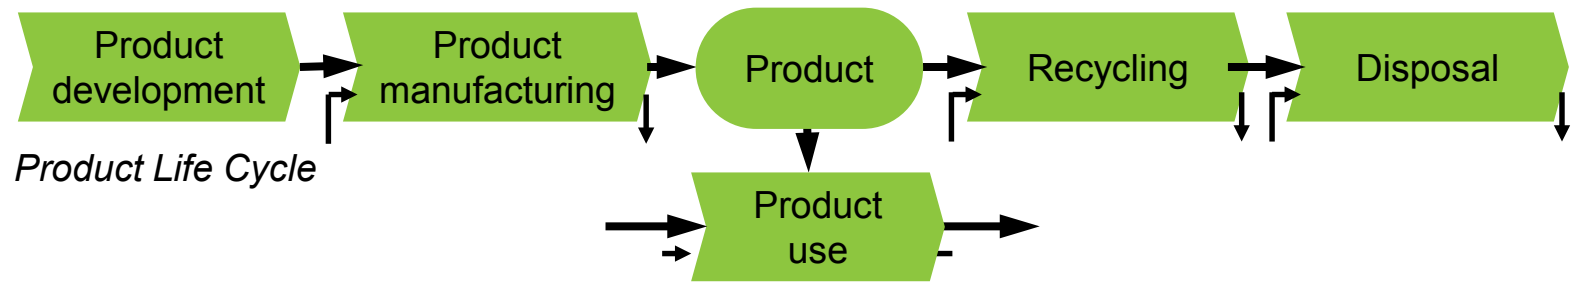 Product
development
Product
manufacturing
Product
Recycling
Disposal
Product Life Cycle
Product
use